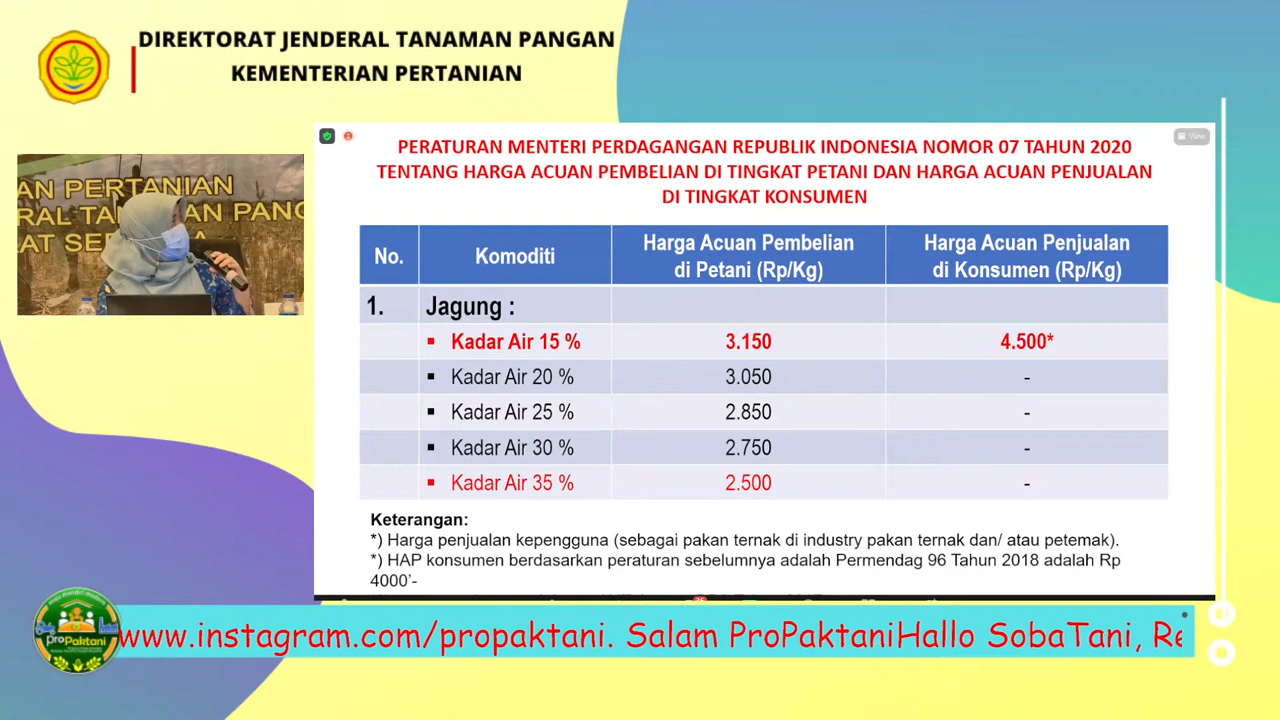 DIREKTORAT JENDERAL TANAMAN PANGAN
KEMENTERIAN PERTANIAN
AN PERTANIAN
PERATURAN MENTERI PERDAGANGAN REPUBLIK INDONESIA NOMOR 07 TAHUN 2020
TENTANG HARGA ACUAN PEMBELIAN DI TINGKAT PETANI DAN HARGA ACUAN PENJUALAN
DI TINGKAT KONSUMEN
View
No. Komoditi Harga Acuan Pembelian di Petani (Rp/Kg) Harga Acuan Penjualan di Konsumen (Rp/Kg)
1. Jagung :
▪ Kadar Air 15 % 3.150 4.500*
▪ Kadar Air 20 % 3.050 -
▪ Kadar Air 25 % 2.850 -
▪ Kadar Air 30 % 2.750 -
▪ Kadar Air 35 % 2.500 -
Keterangan:
*) Harga penjualan kepengguna (sebagai pakan ternak di industry pakan ternak dan/ atau petemak).
*) HAP konsumen berdasarkan peraturan sebelumnya adalah Permendag 96 Tahun 2018 adalah Rp
4000'-
proPaktani
www.instagram.com/propaktani. Salam ProPaktaniHallo SobaTani, Re